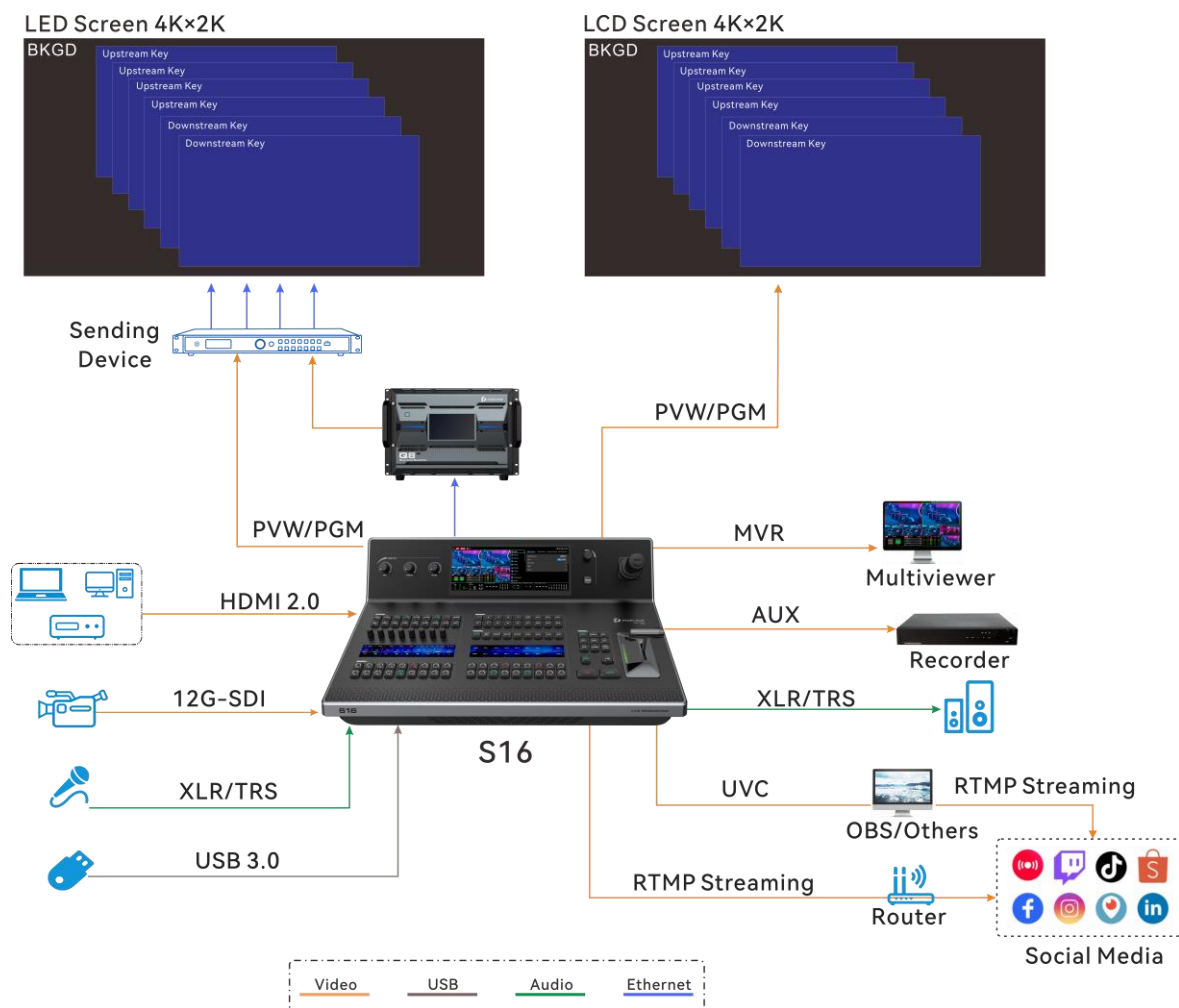 LED Screen 4K×2K
LCD Screen 4K×2K
BKGD
Upstream Key
Upstream Key
Upstream Key
Upstream Key
Downstream Key
Downstream Key
BKGD
Upstream Key
Upstream Key
Upstream Key
Upstream Key
Downstream Key
Downstream Key
Sending
Device
Q8
PVW/PGM
PVW/PGM
MVR
Multiviewer
HDMI 2.0
AUX
Recorder
12G-SDI
S16
XLR/TRS
S16
XLR/TRS
UVC
RTMP Streaming
OBS/Others
USB 3.0
RTMP Streaming
Router
Social Media
Video
USB
Audio
Ethernet